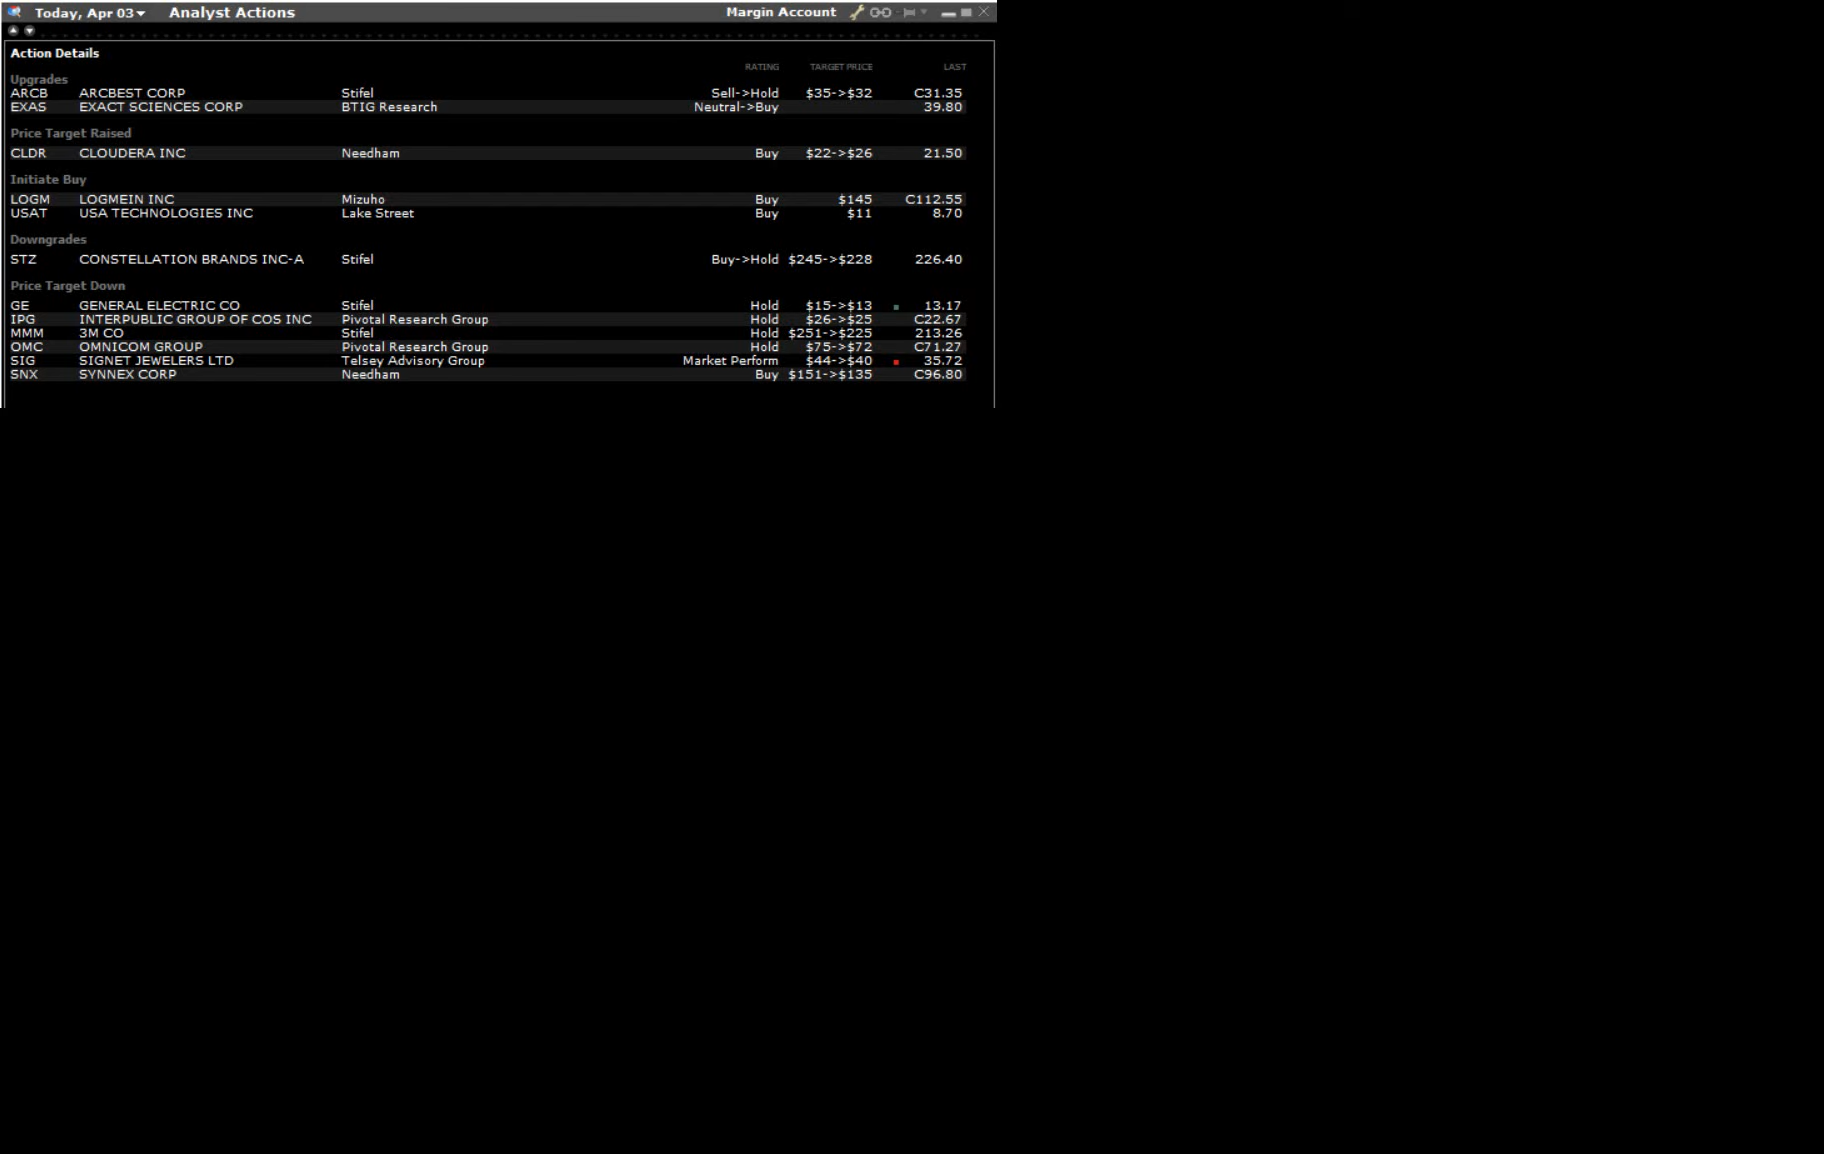 Today, Apr 03 Analyst Actions Margin Account
Action Details
RATING TARGET PRICE LAST
Upgrades
ARCB ARCBEST CORP Stifel Sell->Hold $35->$32 C31.35
EXAS EXACT SCIENCES CORP BTIG Research Neutral->Buy 39.80
Price Target Raised
CLDR CLOUDERA INC Needham Buy $22->$26 21.50
Initiate Buy
LOGM LOGMEIN INC Mizuho Buy $145 C112.55
USAT USA TECHNOLOGIES INC Lake Street Buy $11 8.70
Downgrades
STZ CONSTELLATION BRANDS INC-A Stifel Buy->Hold $245->$228 226.40
Price Target Down
GE GENERAL ELECTRIC CO Stifel Hold $15->$13 13.17
IPG INTERPUBLIC GROUP OF COS INC Pivotal Research Group Hold $26->$25 C22.67
MMM 3M CO Stifel Hold $251->$225 213.26
OMC OMNICOM GROUP Pivotal Research Group Hold $75->$72 C71.27
SIG SIGNET JEWELERS LTD Telsey Advisory Group Market Perform $44->$40 35.72
SNX SYNNEX CORP Needham Buy $151->$135 C96.80